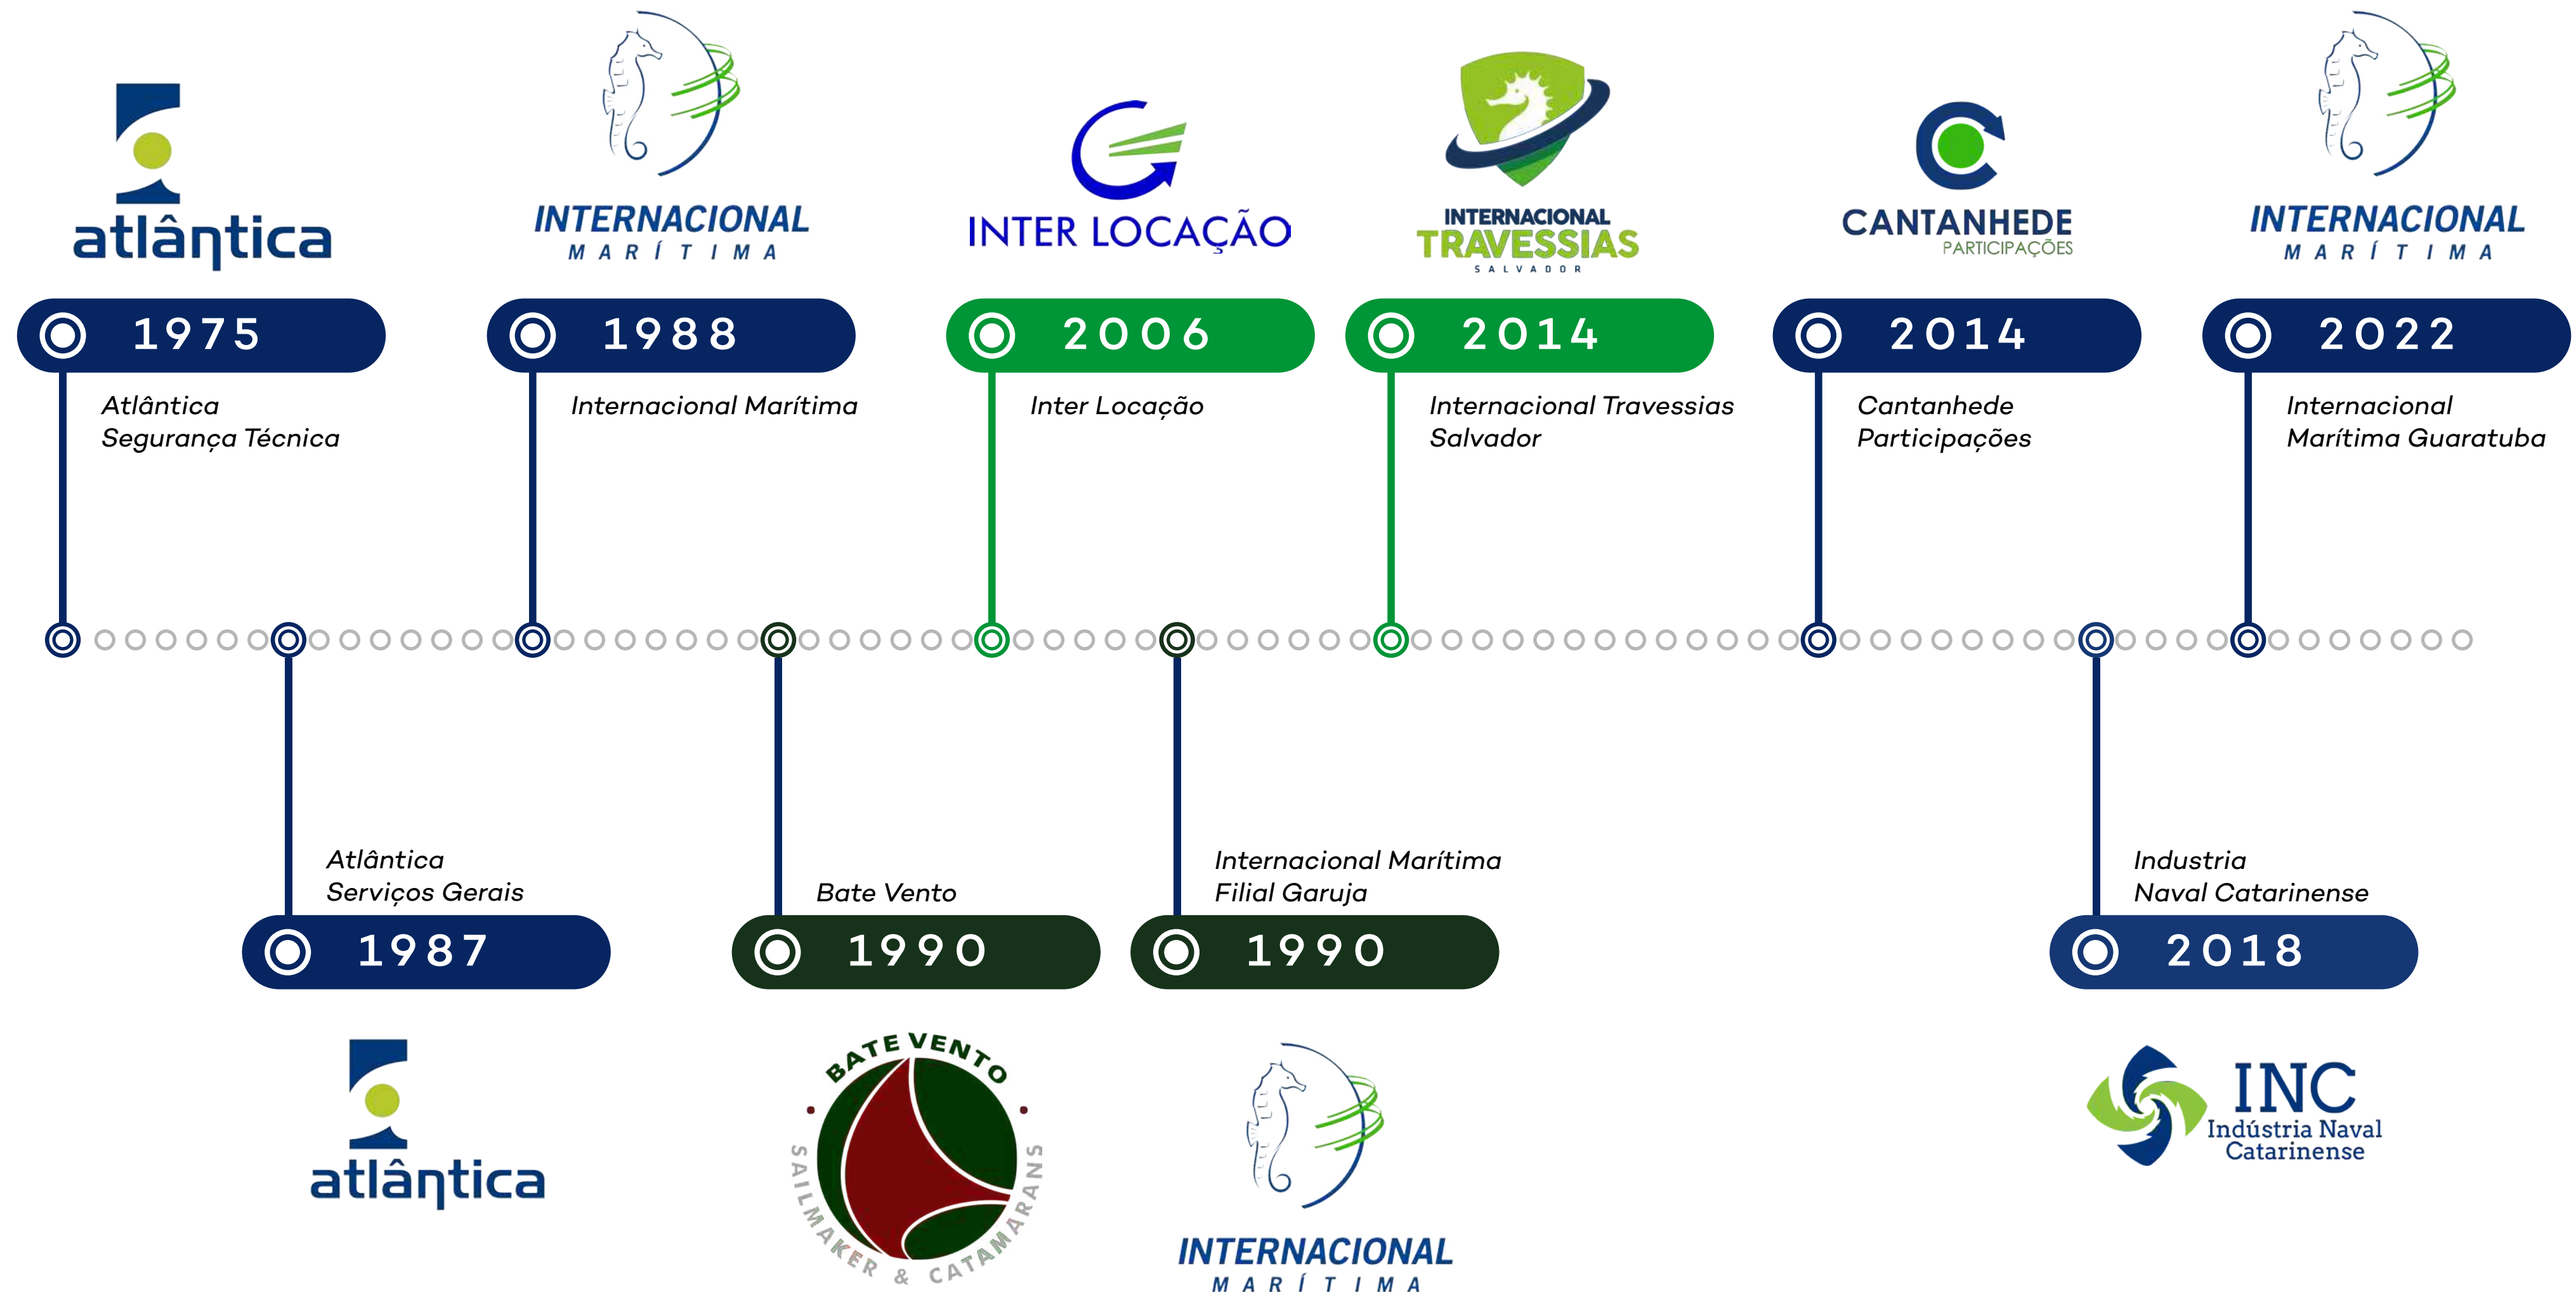 atlântica
1975
Atlântica
Segurança Técnica
INTERNACIONAL
MARÍTIMA
1988
Internacional Marítima
INTER LOCAÇÃO
2006
Inter Locação
INTERNACIONAL
TRAVESSIAS
SALVADOR
2014
Internacional Travessias
Salvador
CANTANHEDE
PARTICIPAÇÕES
2014
Cantanhede
Participações
INTERNACIONAL
MARÍTIMA
2022
Internacional
Marítima Guaratuba
Atlântica
Serviços Gerais
1987
atlântica
Bate Vento
1990
BATE VENTO
SAILMAKER & CATAMARANS
Internacional Marítima
Filial Garuja
1990
INTERNACIONAL
MARÍTIMA
Industria
Naval Catarinense
2018
INC
Indústria Naval
Catarinense